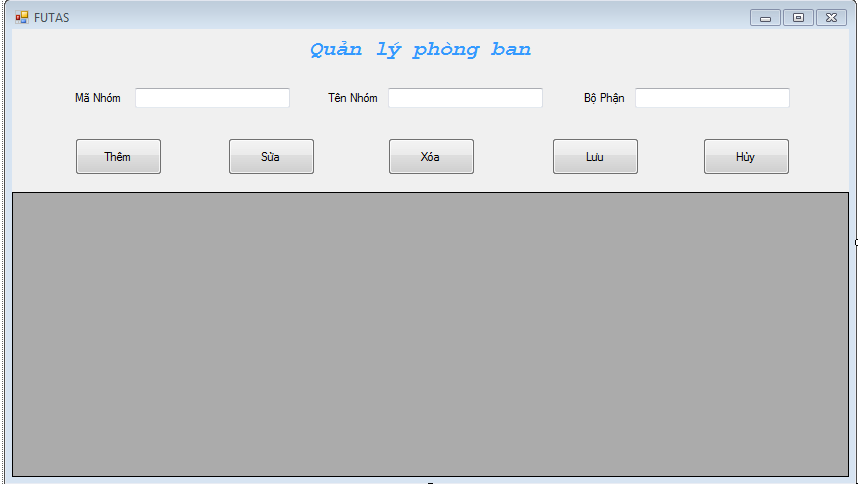 FUTAS
Quản lý phòng ban
Mã Nhóm Tên Nhóm Bộ Phận
Thêm Sửa Xóa Lưu Hủy